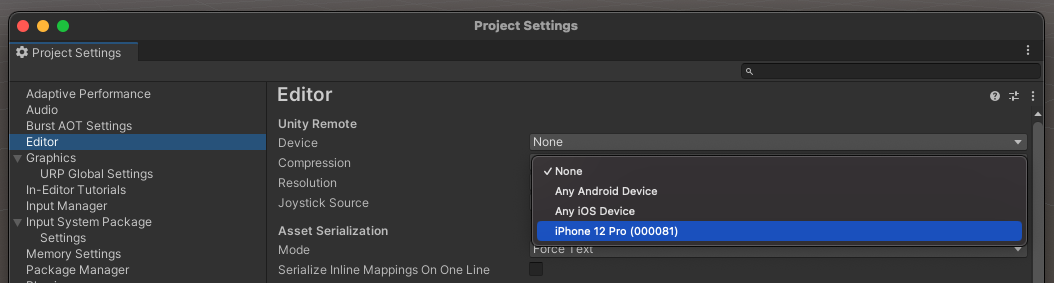 Project Settings
Project Settings
Adaptive Performance
Audio
Burst AOT Settings
Editor
Graphics
URP Global Settings
In-Editor Tutorials
Input Manager
Input System Package
Settings
Memory Settings
Package Manager
Editor
Unity Remote
Device None
Compression
Resolution
Joystick Source
✓ None
Any Android Device
Any iOS Device
iPhone 12 Pro (000081)
Asset Serialization
Mode Force Text
Serialize Inline Mappings On One Line